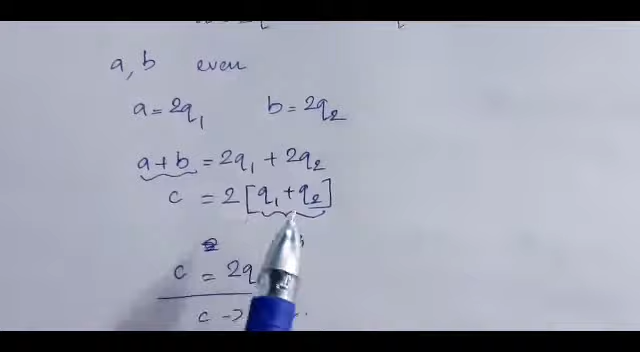 a, b even
a = 2q₁ b = 2q₂
a + b = 2q₁ + 2q₂
c = 2 [q₁ + q₂]
c = 2q
c →